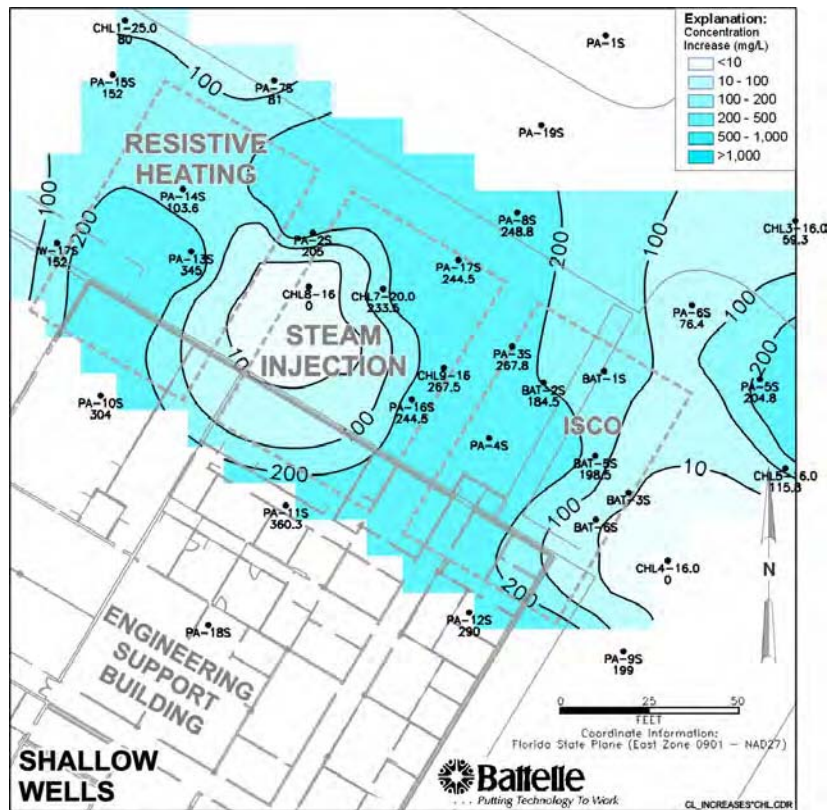 Explanation:
Concentration
Increase (mg/L)
<10
10 - 100
100 - 200
200 - 500
500 - 1,000
>1,000
CHL1-25.0
80
PA-1S
PA-15S
152
PA-7S
81
100
PA-19S
RESISTIVE
HEATING
PA-14S
103.6
100
200
W-17S
152
PA-13S
345
PA-2S
205
PA-8S
248.8
200
100
CHL3-16.0
59.3
PA-17S
244.5
CHL8-16
0
CHL7-20.0
233.5
PA-6S
76.4
100
STEAM
INJECTION
10
PA-3S
267.8
CHL9-16
267.5
BAT-2S
184.5
BAT-1S
200
PA-5S
204.8
PA-10S
304
PA-16S
244.5
ISCO
100
200
PA-4S
BAT-5S
198.5
10
CHL5-16.0
115.8
BAT-3S
PA-11S
360.3
100
BAT-6S
CHL4-16.0
0
N
200
PA-12S
290
PA-18S
PA-9S
199
ENGINEERING
SUPPORT
BUILDING
0 25 50
FEET
Coordinate Information:
Florida State Plane (East Zone 0901 - NAD27)
SHALLOW
WELLS
Battelle
. . . Putting Technology To Work
CL_INCREASES*CHL.CDR